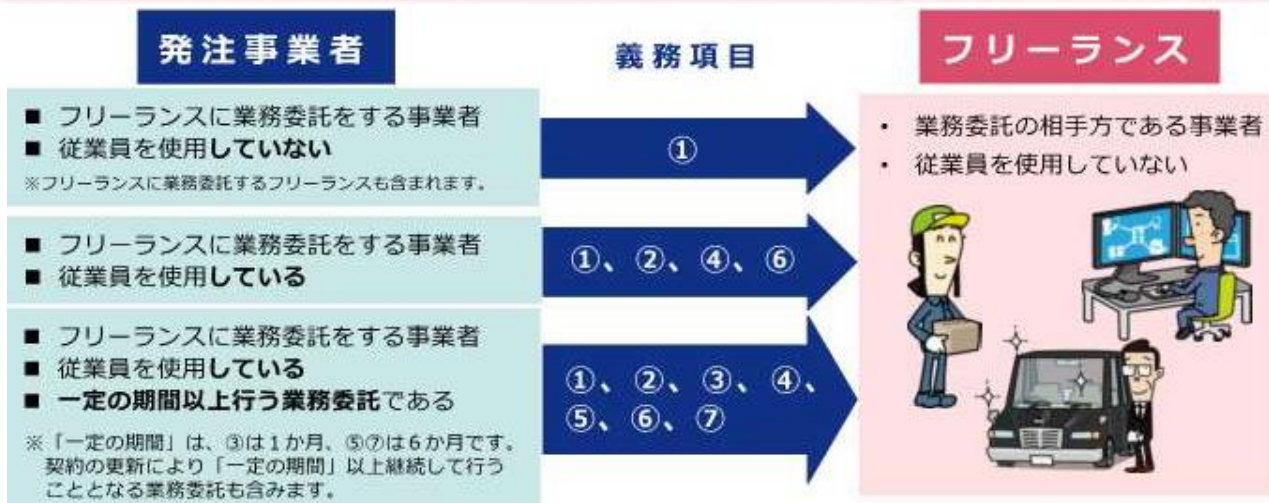 発注事業者
義務項目
フリーランス
■ フリーランスに業務委託をする事業者
■ 従業員を使用していない
※フリーランスに業務委託するフリーランスも含まれます。
①
・ 業務委託の相手方である事業者
・ 従業員を使用していない
■ フリーランスに業務委託をする事業者
■ 従業員を使用している
①、②、④、⑥
■ フリーランスに業務委託をする事業者
■ 従業員を使用している
■ 一定の期間以上行う業務委託である
※「一定の期間」は、③は1か月、⑤⑦は6か月です。
契約の更新により「一定の期間」以上継続して行う
こととなる業務委託も含みます。
①、②、③、④、
⑤、⑥、⑦